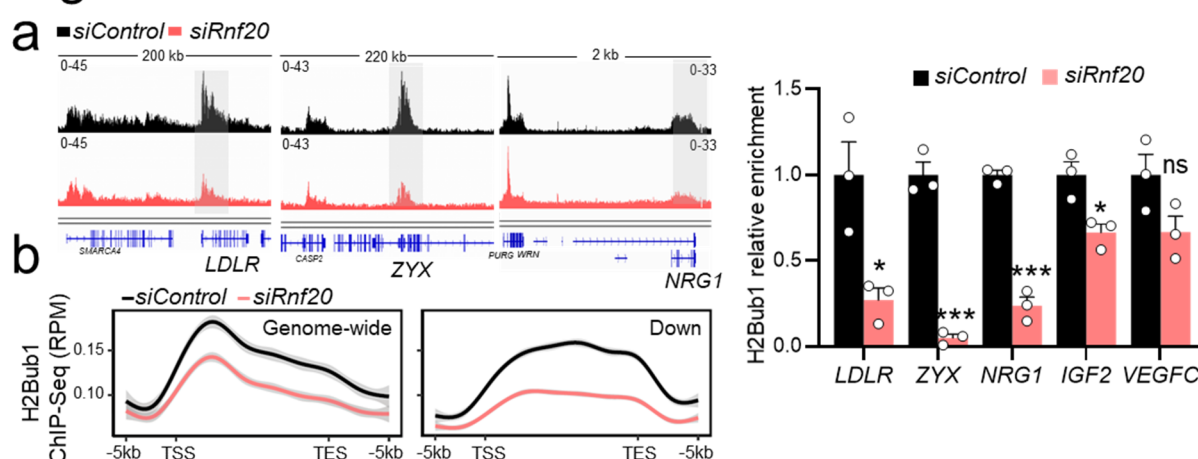 a
siControl siRnf20
200 kb 220 kb 2 kb
0-45 0-43 0-33
0-45 0-43 0-33
SMARCA4 CASP2 PURG WRN
LDLR ZYX NRG1
siControl siRnf20
H2Bub1 relative enrichment
1.5
1.0
0.5
0.0
* *** *** * ns
LDLR ZYX NRG1 IGF2 VEGFC
b
siControl siRnf20
H2Bub1
ChIP-Seq (RPM)
Genome-wide Down
0.15
0.10
-5kb TSS TES -5kb -5kb TSS TES -5kb